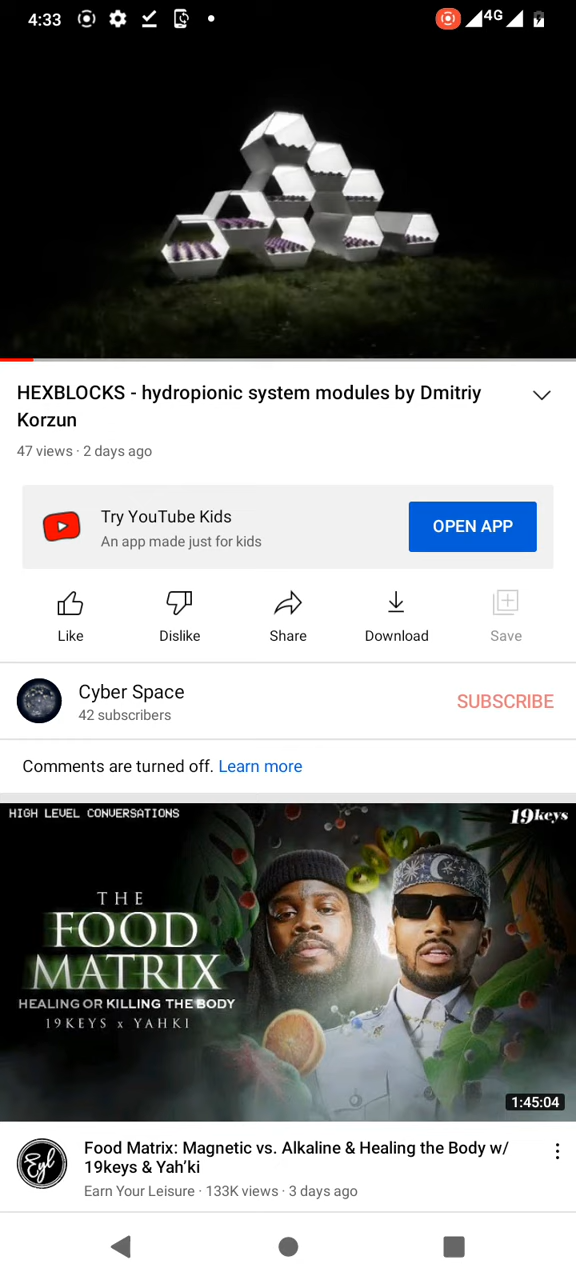 4:33
4G
HEXBLOCKS - hydropionic system modules by Dmitriy
Korzun
47 views · 2 days ago
Try YouTube Kids
An app made just for kids
OPEN APP
Like
Dislike
Share
Download
Save
Cyber Space
42 subscribers
SUBSCRIBE
Comments are turned off. Learn more
HIGH LEVEL CONVERSATIONS
19keys
THE
FOOD
MATRIX
HEALING OR KILLING THE BODY
19KEYS x YAHKI
1:45:04
Eyl
Food Matrix: Magnetic vs. Alkaline & Healing the Body w/
19keys & Yah'ki
Earn Your Leisure · 133K views · 3 days ago